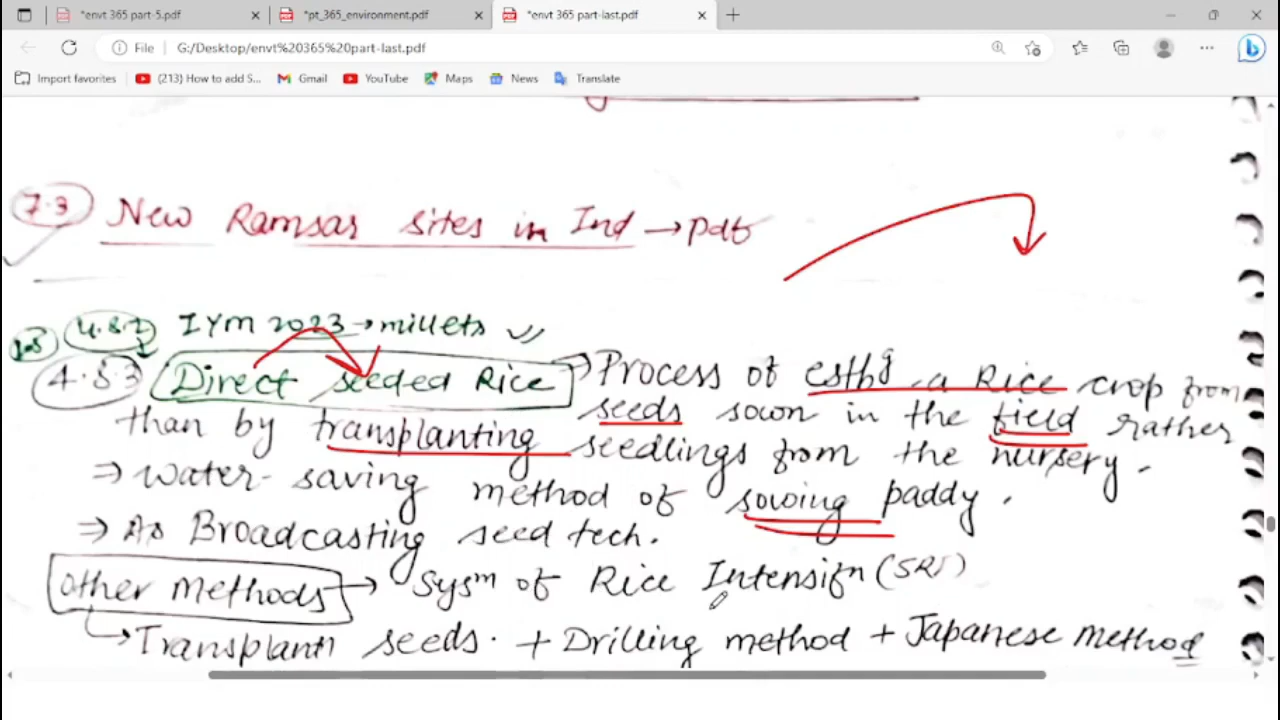 *envt 365 part-5.pdf
*pt_365_environment.pdf
*envt 365 part-last.pdf
File G:/Desktop/envt%20365%20part-last.pdf
Import favorites (213) How to add S... Gmail YouTube Maps News Translate
7.3 New Ramsar sites in Ind → pdf
4.8.2 IYM 2023 → millets
4.8.3 Direct seeded Rice → Process of esthg a Rice crop from
seeds sown in the field rather
than by transplanting seedlings from the nursery.
⇒ Water-saving method of sowing paddy.
⇒ As Broadcasting seed tech.
Other Methods → Sysm of Rice Intensifn (SRI)
→ Transplantn seeds. + Drilling method + Japanese Method